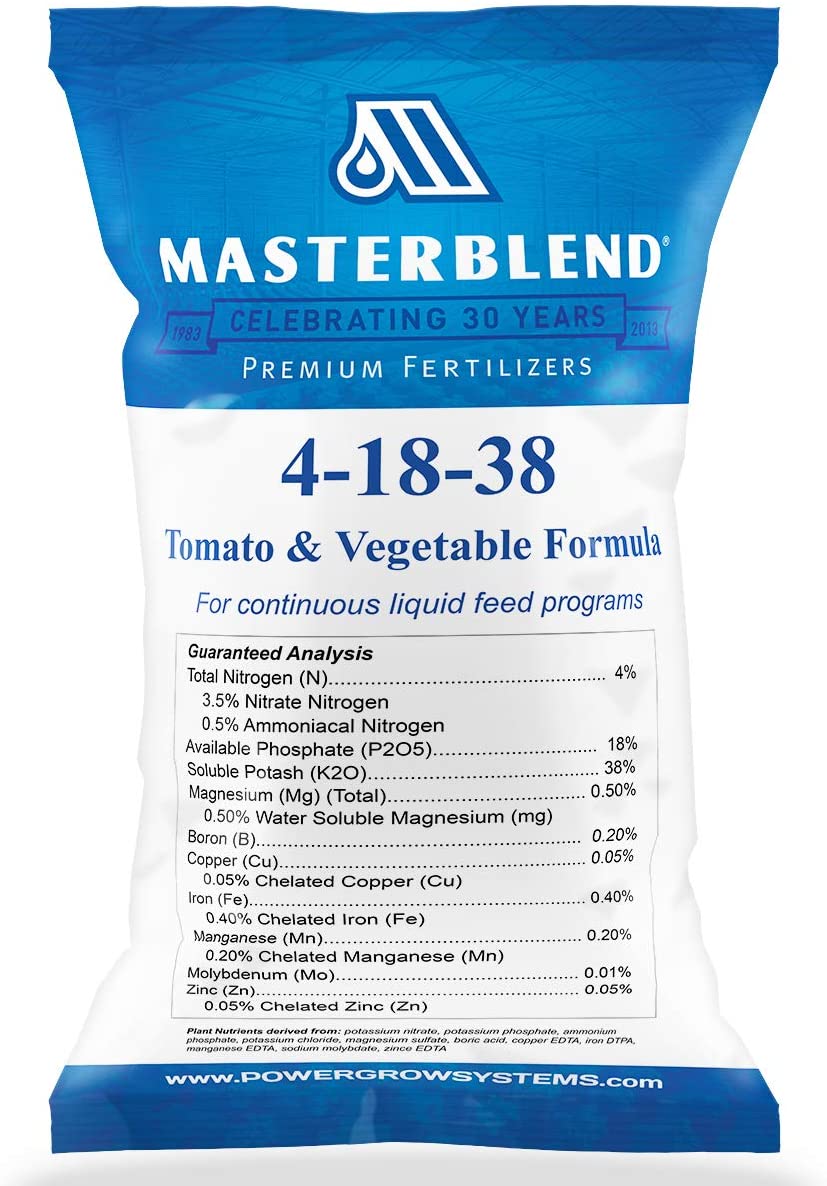 MASTERBLEND®
1983 CELEBRATING 30 YEARS 2013
PREMIUM FERTILIZERS
4-18-38
Tomato & Vegetable Formula
For continuous liquid feed programs
Guaranteed Analysis
Total Nitrogen (N)................................................ 4%
3.5% Nitrate Nitrogen
0.5% Ammoniacal Nitrogen
Available Phosphate (P2O5)............................ 18%
Soluble Potash (K2O)....................................... 38%
Magnesium (Mg) (Total).................................. 0.50%
0.50% Water Soluble Magnesium (mg)
Boron (B)......................................................... 0.20%
Copper (Cu)..................................................... 0.05%
0.05% Chelated Copper (Cu)
Iron (Fe)........................................................... 0.40%
0.40% Chelated Iron (Fe)
Manganese (Mn)............................................. 0.20%
0.20% Chelated Manganese (Mn)
Molybdenum (Mo)........................................... 0.01%
Zinc (Zn).......................................................... 0.05%
0.05% Chelated Zinc (Zn)
Plant Nutrients derived from: potassium nitrate, potassium phosphate, ammonium
phosphate, potassium chloride, magnesium sulfate, boric acid, copper EDTA, iron DTPA,
manganese EDTA, sodium molybdate, zince EDTA
www.POWERGROWSYSTEMS.com